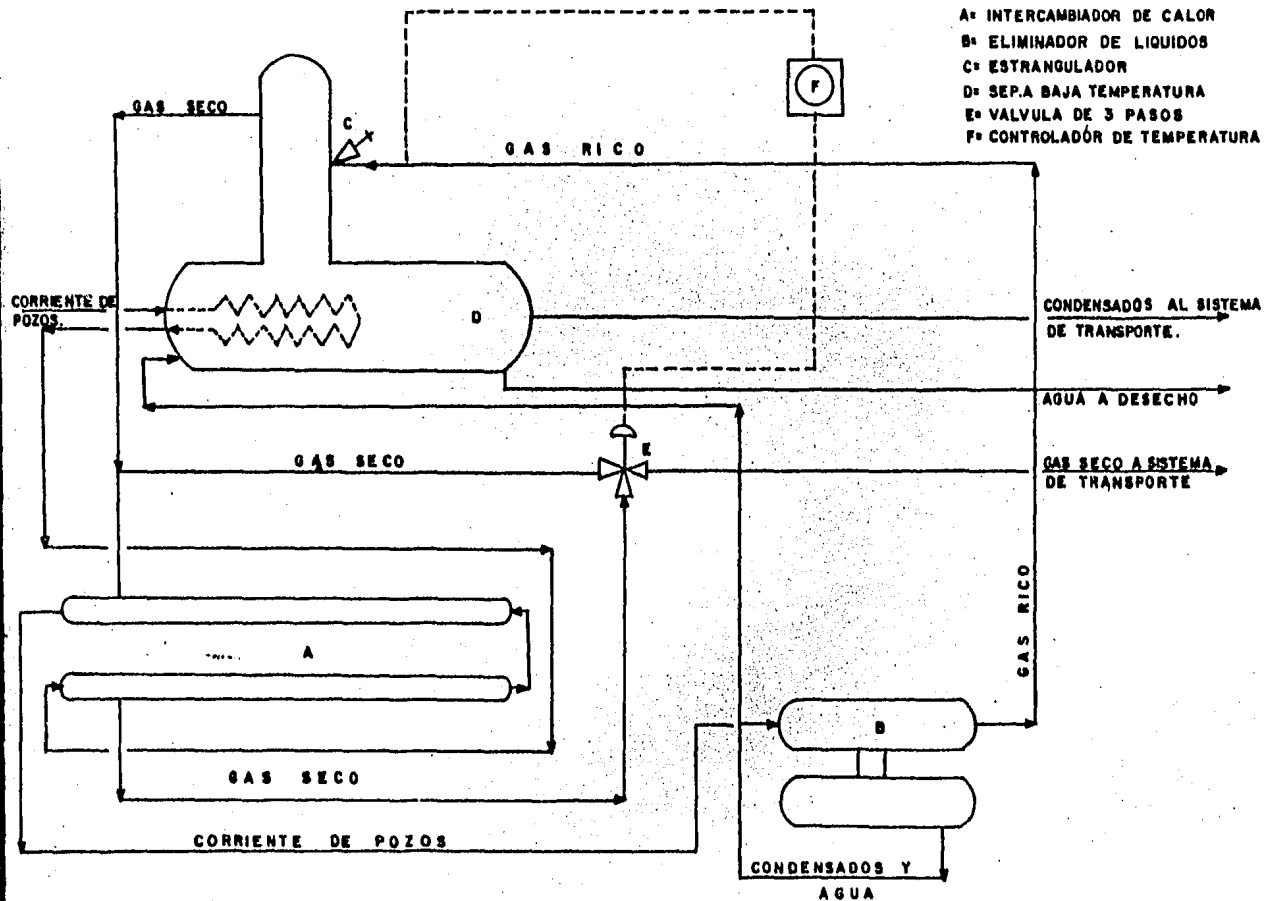 A= INTERCAMBIADOR DE CALOR
B= ELIMINADOR DE LIQUIDOS
C= ESTRANGULADOR
D= SEP.A BAJA TEMPERATURA
E= VALVULA DE 3 PASOS
F= CONTROLADOR DE TEMPERATURA
F
GAS SECO
C
GAS RICO
CORRIENTE DE
POZOS.
D
CONDENSADOS AL SISTEMA
DE TRANSPORTE.
AGUA A DESECHO
E
GAS SECO
GAS SECO A SISTEMA
DE TRANSPORTE
GAS RICO
A
B
GAS SECO
CORRIENTE DE POZOS
CONDENSADOS Y
AGUA